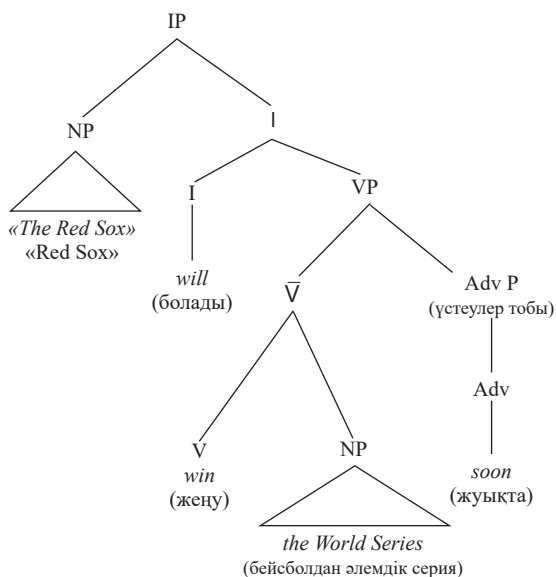 IP
NP
I
I
VP
«The Red Sox»
«Red Sox»
will
(болады)
V̅
Adv P
(үстеулер тобы)
Adv
V
win
(жеңу)
NP
soon
(жуықта)
the World Series
(бейсболдан әлемдік серия)